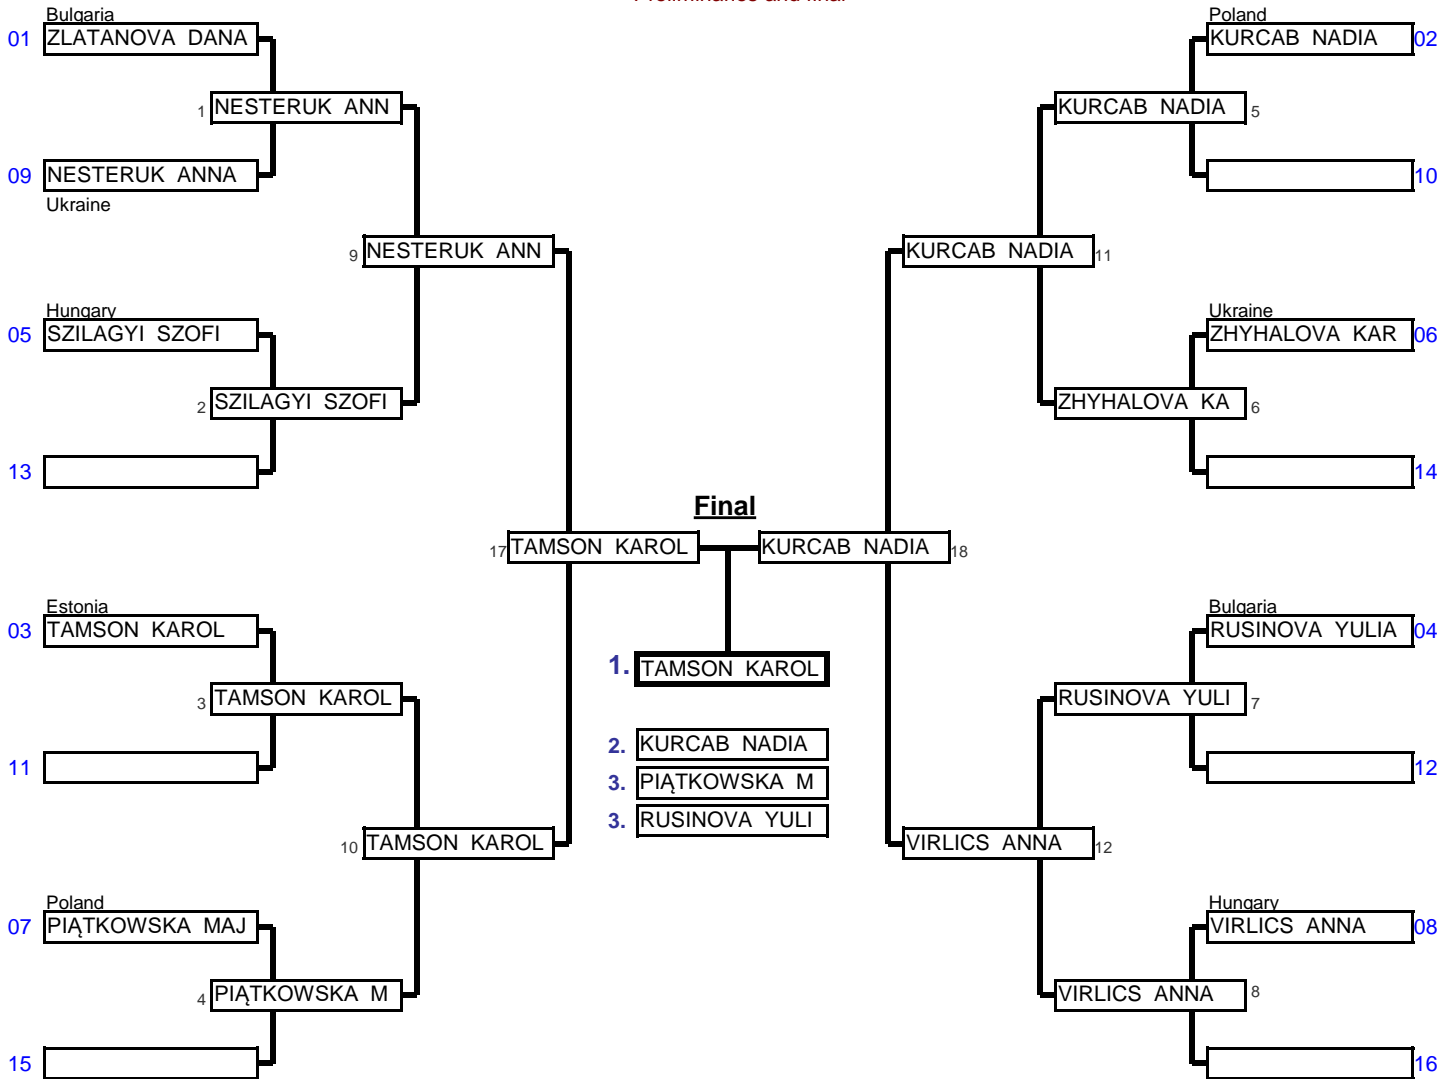 Preliminaries and final
Bulgaria
01 ZLATANOVA DANA
1 NESTERUK ANN
09 NESTERUK ANNA
Ukraine
9 NESTERUK ANN
Hungary
05 SZILAGYI SZOFI
2 SZILAGYI SZOFI
13
17 TAMSON KAROL
Estonia
03 TAMSON KAROL
3 TAMSON KAROL
11
10 TAMSON KAROL
Poland
07 PIĄTKOWSKA MAJ
4 PIĄTKOWSKA M
15
Final
1. TAMSON KAROL
2. KURCAB NADIA
3. PIĄTKOWSKA M
3. RUSINOVA YULI
Poland
KURCAB NADIA 02
KURCAB NADIA 5
10
KURCAB NADIA 11
Ukraine
ZHYHALOVA KAR 06
ZHYHALOVA KA 6
14
KURCAB NADIA 18
Bulgaria
RUSINOVA YULIA 04
RUSINOVA YULI 7
12
VIRLICS ANNA 12
Hungary
VIRLICS ANNA 08
VIRLICS ANNA 8
16